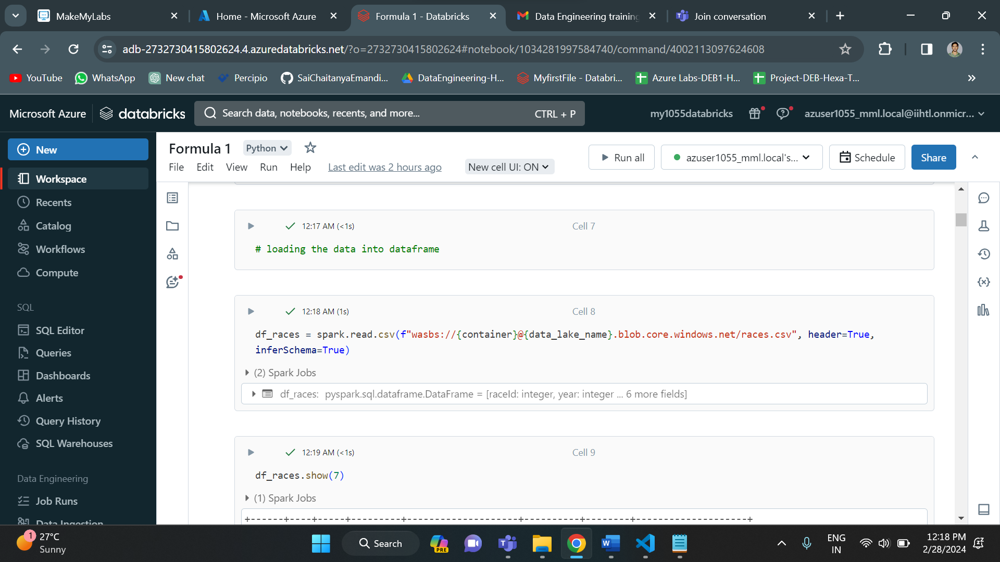 MakeMyLabs
Home - Microsoft Azure
Formula 1 - Databricks
Data Engineering training
Join conversation
adb-2732730415802624.4.azuredatabricks.net/?o=2732730415802624#notebook/1034281997584740/command/4002113097624608
YouTube
WhatsApp
New chat
Percipio
SaiChaitanyaEmandi...
DataEngineering-H...
MyfirstFile - Databri...
Azure Labs-DEB1-H...
Project-DEB-Hexa-T...
Microsoft Azure
databricks
Search data, notebooks, recents, and more...
CTRL + P
my1055databricks
azuser1055_mml.local@iihtl.onmicr...
New
Workspace
Recents
Catalog
Workflows
Compute
SQL
SQL Editor
Queries
Dashboards
Alerts
Query History
SQL Warehouses
Data Engineering
Job Runs
Data Ingestion
Formula 1
Python
File Edit View Run Help
Last edit was 2 hours ago
New cell UI: ON
Run all
azuser1055_mml.local's...
Schedule
Share
12:17 AM (<1s)
Cell 7
# loading the data into dataframe
12:18 AM (1s)
Cell 8
df_races = spark.read.csv(f"wasbs://{container}@{data_lake_name}.blob.core.windows.net/races.csv", header=True,
inferSchema=True)
(2) Spark Jobs
df_races: pyspark.sql.dataframe.DataFrame = [raceId: integer, year: integer ... 6 more fields]
12:19 AM (<1s)
Cell 9
df_races.show(7)
(1) Spark Jobs
+------+----+-----+---------+--------------------+----------+--------+--------------------+
1
27°C
Sunny
Search
PRE
ENG
IN
12:18 PM
2/28/2024